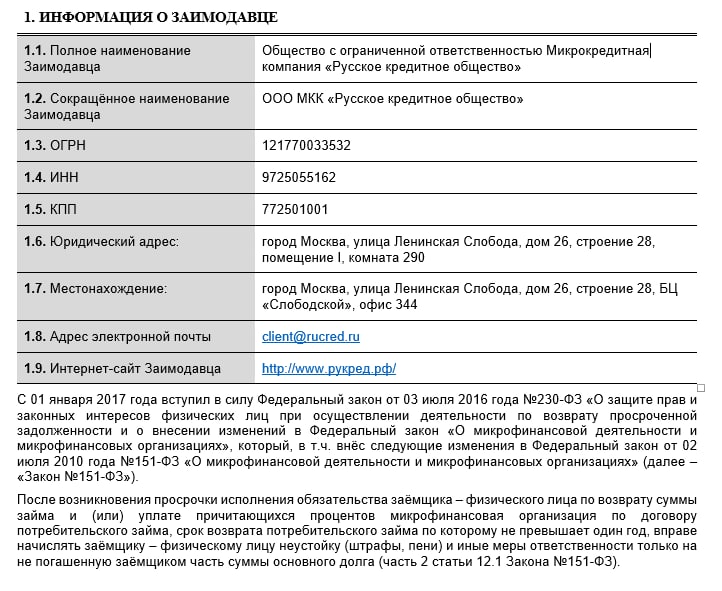 1. ИНФОРМАЦИЯ О ЗАИМОДАВЦЕ
1.1. Полное наименование Заимодавца
Общество с ограниченной ответственностью Микрокредитная компания «Русское кредитное общество»
1.2. Сокращённое наименование Заимодавца
ООО МКК «Русское кредитное общество»
1.3. ОГРН
121770033532
1.4. ИНН
9725055162
1.5. КПП
772501001
1.6. Юридический адрес:
город Москва, улица Ленинская Слобода, дом 26, строение 28, помещение I, комната 290
1.7. Местонахождение:
город Москва, улица Ленинская Слобода, дом 26, строение 28, БЦ «Слободской», офис 344
1.8. Адрес электронной почты
client@rucred.ru
1.9. Интернет-сайт Заимодавца
http://www.рукред.рф/
С 01 января 2017 года вступил в силу Федеральный закон от 03 июля 2016 года №230-ФЗ «О защите прав и
законных интересов физических лиц при осуществлении деятельности по возврату просроченной
задолженности и о внесении изменений в Федеральный закон «О микрофинансовой деятельности и
микрофинансовых организациях», который, в т.ч. внёс следующие изменения в Федеральный закон от 02
июля 2010 года №151-ФЗ «О микрофинансовой деятельности и микрофинансовых организациях» (далее –
«Закон №151-ФЗ»).
После возникновения просрочки исполнения обязательства заёмщика – физического лица по возврату суммы
займа и (или) уплате причитающихся процентов микрофинансовая организация по договору
потребительского займа, срок возврата потребительского займа по которому не превышает один год, вправе
начислять заёмщику – физическому лицу неустойку (штрафы, пени) и иные меры ответственности только на
не погашенную заёмщиком часть суммы основного долга (часть 2 статьи 12.1 Закона №151-ФЗ).